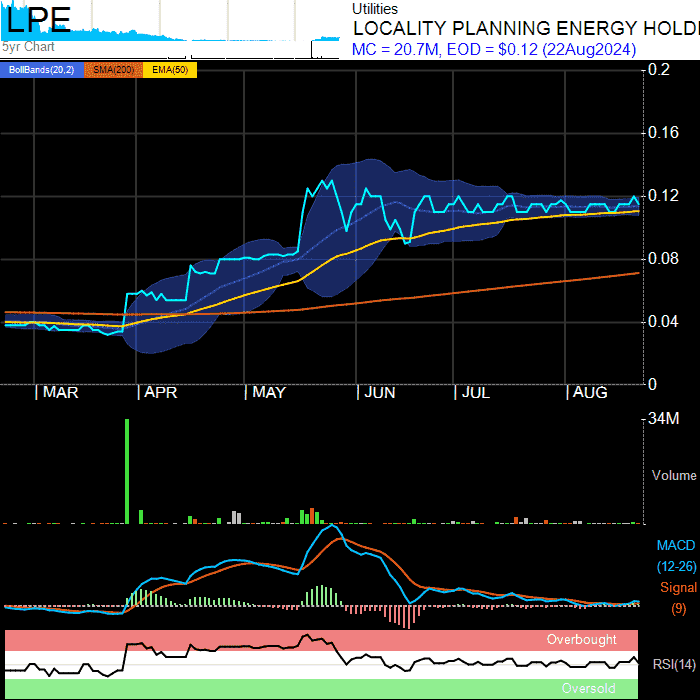 LPE
5yr Chart
Utilities
LOCALITY PLANNING ENERGY HOLDI
MC = 20.7M, EOD = $0.12 (22Aug2024)
BollBands(20,2) SMA(200) EMA(50)
0.2
0.16
0.12
0.08
0.04
0
MAR APR MAY JUN JUL AUG
34M
Volume
MACD
(12-26)
Signal
(9)
Overbought
RSI(14)
Oversold